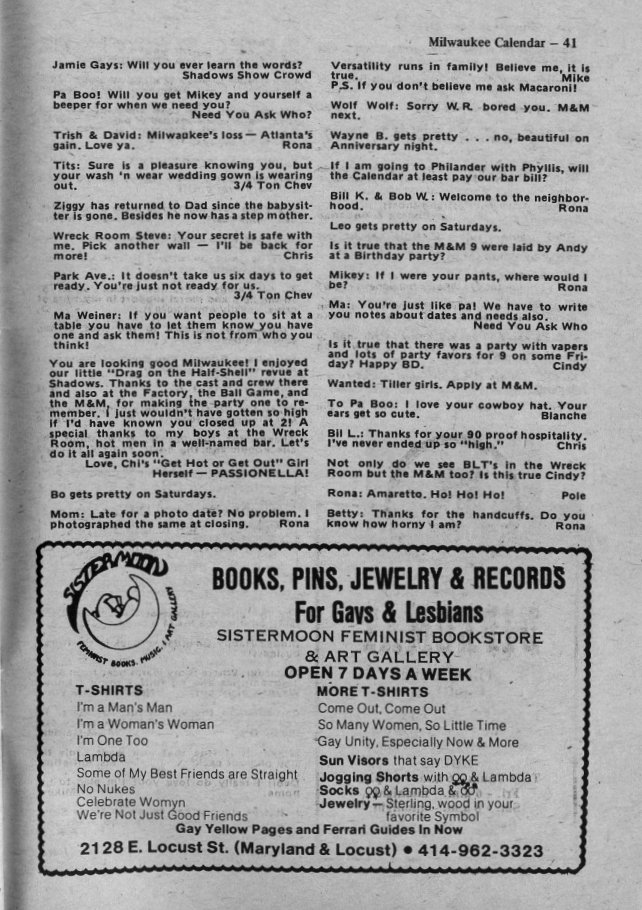 Milwaukee Calendar — 41
Jamie Gays: Will you ever learn the words?
Shadows Show Crowd
Pa Boo! Will you get Mikey and yourself a
beeper for when we need you?
Need You Ask Who?
Trish & David: Milwaukee's loss — Atlanta's
gain. Love ya. Rona
Tits: Sure is a pleasure knowing you, but
your wash 'n wear wedding gown is wearing
out. 3/4 Ton Chev
Ziggy has returned to Dad since the babysit-
ter is gone. Besides he now has a step mother.
Wreck Room Steve: Your secret is safe with
me. Pick another wall — I'll be back for
more! Chris
Park Ave.: It doesn't take us six days to get
ready. You're just not ready for us.
3/4 Ton Chev
Ma Weiner: If you want people to sit at a
table you have to let them know you have
one and ask them! This is not from who you
think!
You are looking good Milwaukee! I enjoyed
our little "Drag on the Half-Shell" revue at
Shadows. Thanks to the cast and crew there
and also at the Factory, the Ball Game, and
the M&M, for making the party one to re-
member. I just wouldn't have gotten so high
if I'd have known you closed up at 2! A
special thanks to my boys at the Wreck
Room, hot men in a well-named bar. Let's
do it all again soon.
Love, Chi's "Get Hot or Get Out" Girl
Herself — PASSIONELLA!
Bo gets pretty on Saturdays.
Mom: Late for a photo date? No problem. I
photographed the same at closing. Rona
Versatility runs in family! Believe me, it is
true. Mike
P.S. If you don't believe me ask Macaroni!
Wolf Wolf: Sorry W.R. bored you. M&M
next.
Wayne B. gets pretty . . . no, beautiful on
Anniversary night.
If I am going to Philander with Phyllis, will
the Calendar at least pay our bar bill?
Bill K. & Bob W.: Welcome to the neighbor-
hood. Rona
Leo gets pretty on Saturdays.
Is it true that the M&M 9 were laid by Andy
at a Birthday party?
Mikey: If I were your pants, where would I
be? Rona
Ma: You're just like pa! We have to write
you notes about dates and needs also.
Need You Ask Who
Is it true that there was a party with vapers
and lots of party favors for 9 on some Fri-
day? Happy BD. Cindy
Wanted: Tiller girls. Apply at M&M.
To Pa Boo: I love your cowboy hat. Your
ears get so cute. Blanche
Bil L.: Thanks for your 90 proof hospitality.
I've never ended up so "high." Chris
Not only do we see BLT's in the Wreck
Room but the M&M too? Is this true Cindy?
Rona: Amaretto. Ho! Ho! Ho! Pole
Betty: Thanks for the handcuffs. Do you
know how horny I am? Rona
SISTERMOON
FEMINIST BOOKS, MUSIC, & ART GALLERY
BOOKS, PINS, JEWELRY & RECORDS
For Gays & Lesbians
SISTERMOON FEMINIST BOOKSTORE
& ART GALLERY
OPEN 7 DAYS A WEEK
T-SHIRTS
I'm a Man's Man
I'm a Woman's Woman
I'm One Too
Lambda
Some of My Best Friends are Straight
No Nukes
Celebrate Womyn
We're Not Just Good Friends
MORE T-SHIRTS
Come Out, Come Out
So Many Women, So Little Time
Gay Unity, Especially Now & More
Sun Visors that say DYKE
Jogging Shorts with ⚢ & Lambda
Socks ⚢ & Lambda & ⚣
Jewelry — Sterling, wood in your
favorite Symbol
Gay Yellow Pages and Ferrari Guides In Now
2128 E. Locust St. (Maryland & Locust) • 414-962-3323